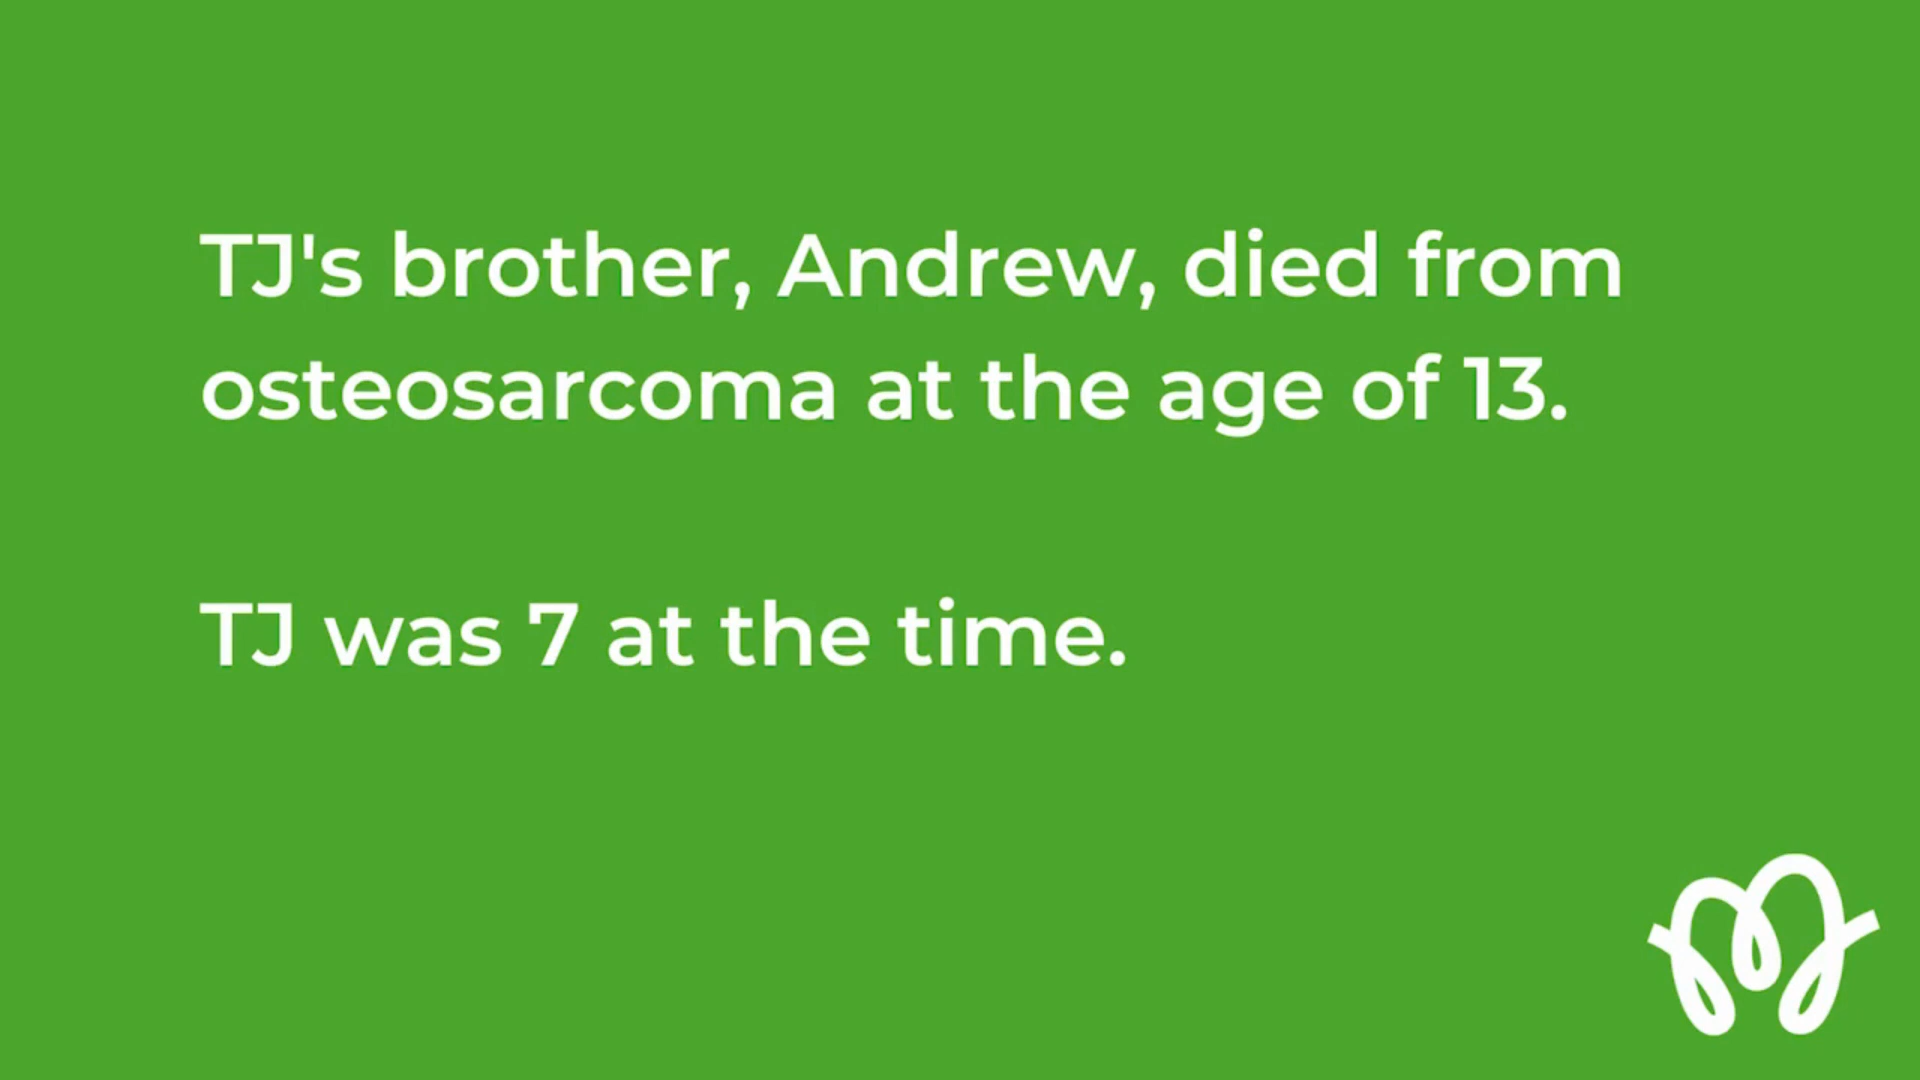 TJ's brother, Andrew, died from
osteosarcoma at the age of 13.
TJ was 7 at the time.